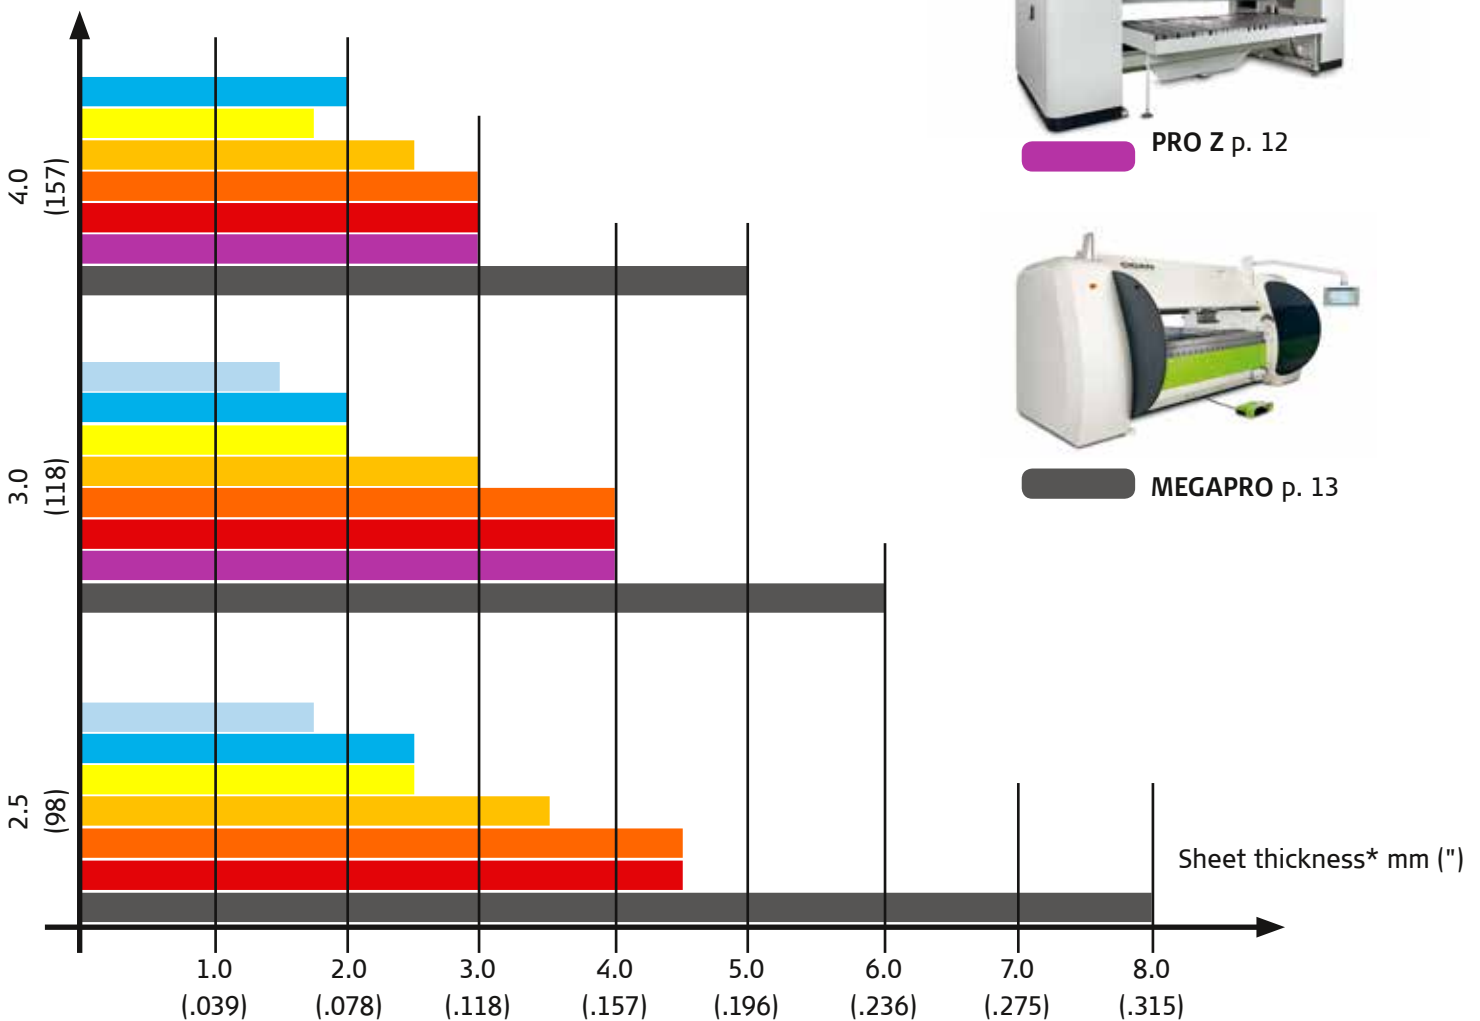 PRO Z p. 12
4.0
(157)
MEGAPRO p. 13
3.0
(118)
2.5
(98)
Sheet thickness* mm (")
1.0 2.0 3.0 4.0 5.0 6.0 7.0 8.0
(.039) (.078) (.118) (.157) (.196) (.236) (.275) (.315)